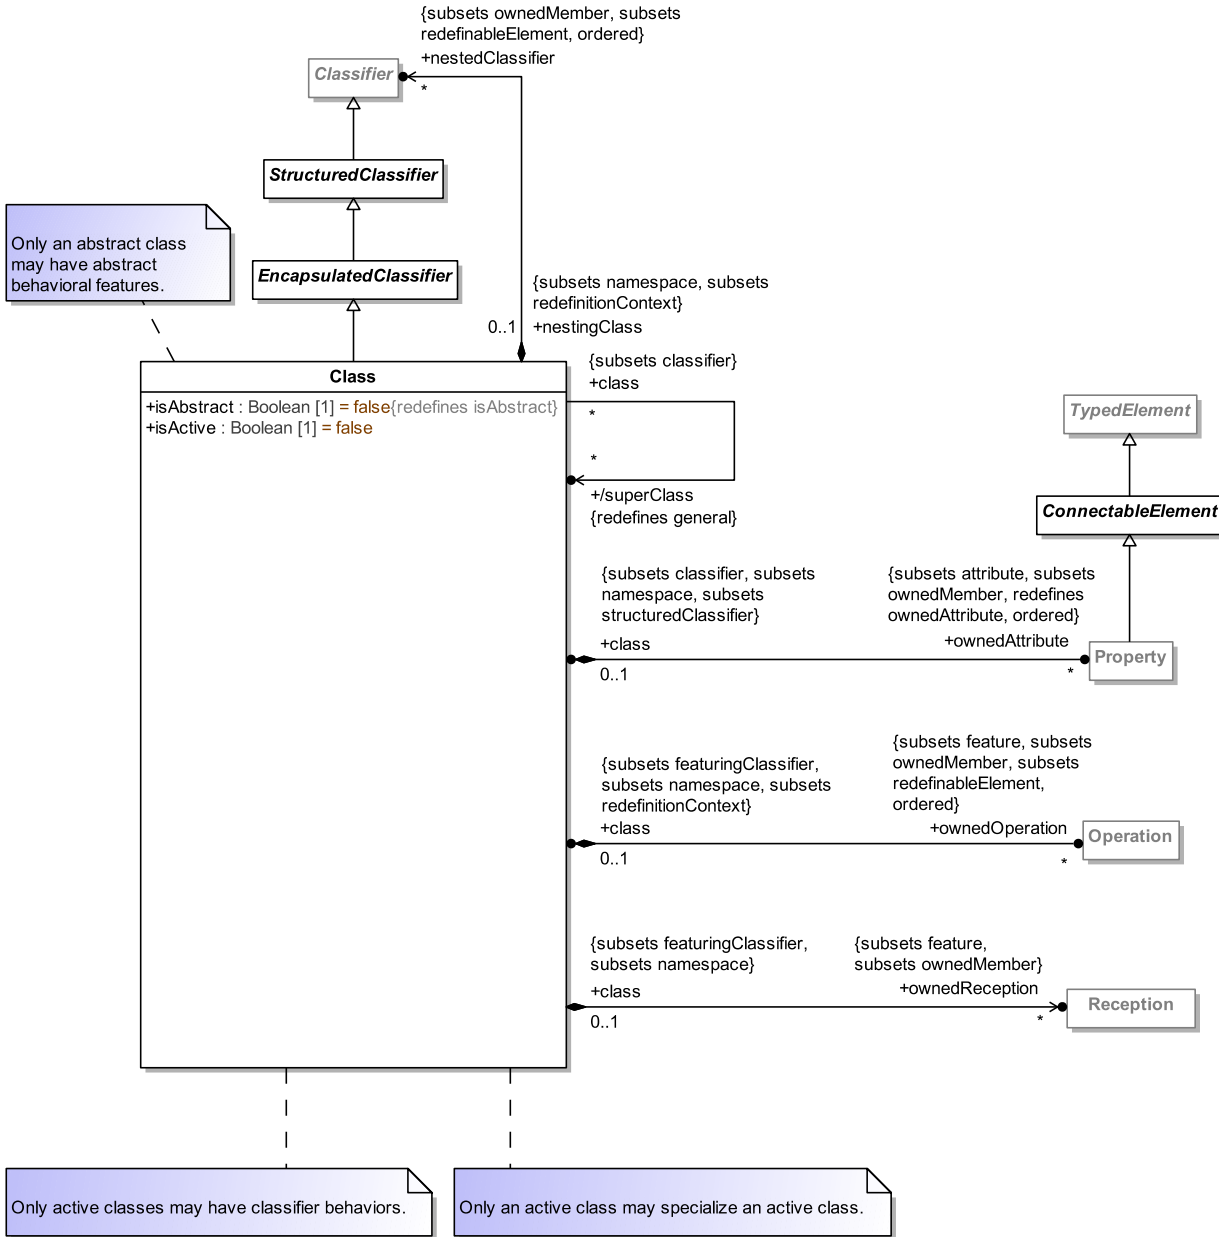 {subsets ownedMember, subsets
redefinableElement, ordered}
+nestedClassifier
*
Classifier
StructuredClassifier
Only an abstract class
may have abstract
behavioral features.
EncapsulatedClassifier
{subsets namespace, subsets
redefinitionContext}
0..1 +nestingClass
{subsets classifier}
+class
*
*
+/superClass
{redefines general}
Class
+isAbstract : Boolean [1] = false{redefines isAbstract}
+isActive : Boolean [1] = false
TypedElement
ConnectableElement
{subsets classifier, subsets
namespace, subsets
structuredClassifier}
+class
0..1
{subsets attribute, subsets
ownedMember, redefines
ownedAttribute, ordered}
+ownedAttribute
*
Property
{subsets featuringClassifier,
subsets namespace, subsets
redefinitionContext}
+class
0..1
{subsets feature, subsets
ownedMember, subsets
redefinableElement,
ordered}
+ownedOperation
*
Operation
{subsets featuringClassifier,
subsets namespace}
+class
0..1
{subsets feature,
subsets ownedMember}
+ownedReception
*
Reception
Only active classes may have classifier behaviors.
Only an active class may specialize an active class.